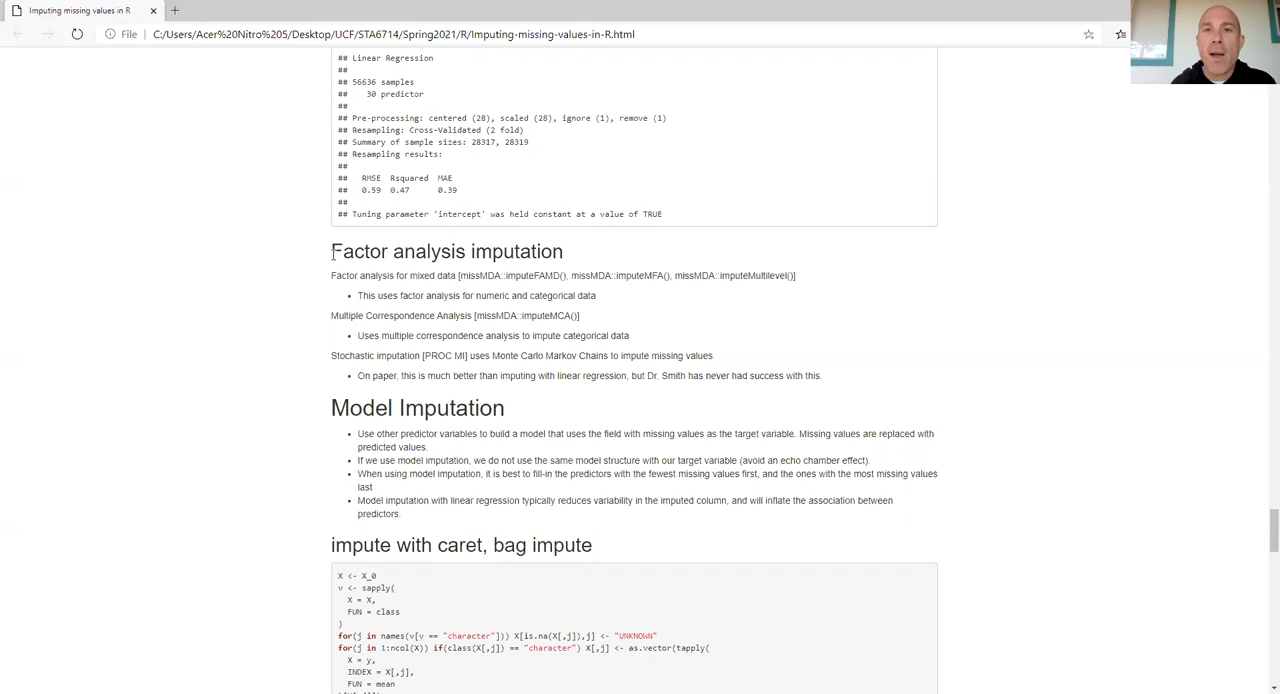 Imputing missing values in R
File
C:/Users/Acer%20Nitro%205/Desktop/UCF/STA6714/Spring2021/R/Imputing-missing-values-in-R.html
## Linear Regression
##
## 56636 samples
##    30 predictor
##
## Pre-processing: centered (28), scaled (28), ignore (1), remove (1)
## Resampling: Cross-Validated (2 fold)
## Summary of sample sizes: 28317, 28319
## Resampling results:
##
##   RMSE  Rsquared  MAE
##   0.59  0.47      0.39
##
## Tuning parameter 'intercept' was held constant at a value of TRUE
Factor analysis imputation
Factor analysis for mixed data [missMDA::imputeFAMD(), missMDA::imputeMFA(), missMDA::imputeMultilevel()]
• This uses factor analysis for numeric and categorical data
Multiple Correspondence Analysis [missMDA::imputeMCA()]
• Uses multiple correspondence analysis to impute categorical data
Stochastic imputation [PROC MI] uses Monte Carlo Markov Chains to impute missing values
• On paper, this is much better than imputing with linear regression, but Dr. Smith has never had success with this.
Model Imputation
• Use other predictor variables to build a model that uses the field with missing values as the target variable. Missing values are replaced with
predicted values.
• If we use model imputation, we do not use the same model structure with our target variable (avoid an echo chamber effect).
• When using model imputation, it is best to fill-in the predictors with the fewest missing values first, and the ones with the most missing values
last
• Model imputation with linear regression typically reduces variability in the imputed column, and will inflate the association between
predictors.
impute with caret, bag impute
X <- X_0
v <- sapply(
  X = X,
  FUN = class
)
for(j in names(v[v == "character"])) X[is.na(X[,j]),j] <- "UNKNOWN"
for(j in 1:ncol(X)) if(class(X[,j]) == "character") X[,j] <- as.vector(tapply(
  X = y,
  INDEX = X[,j],
  FUN = mean